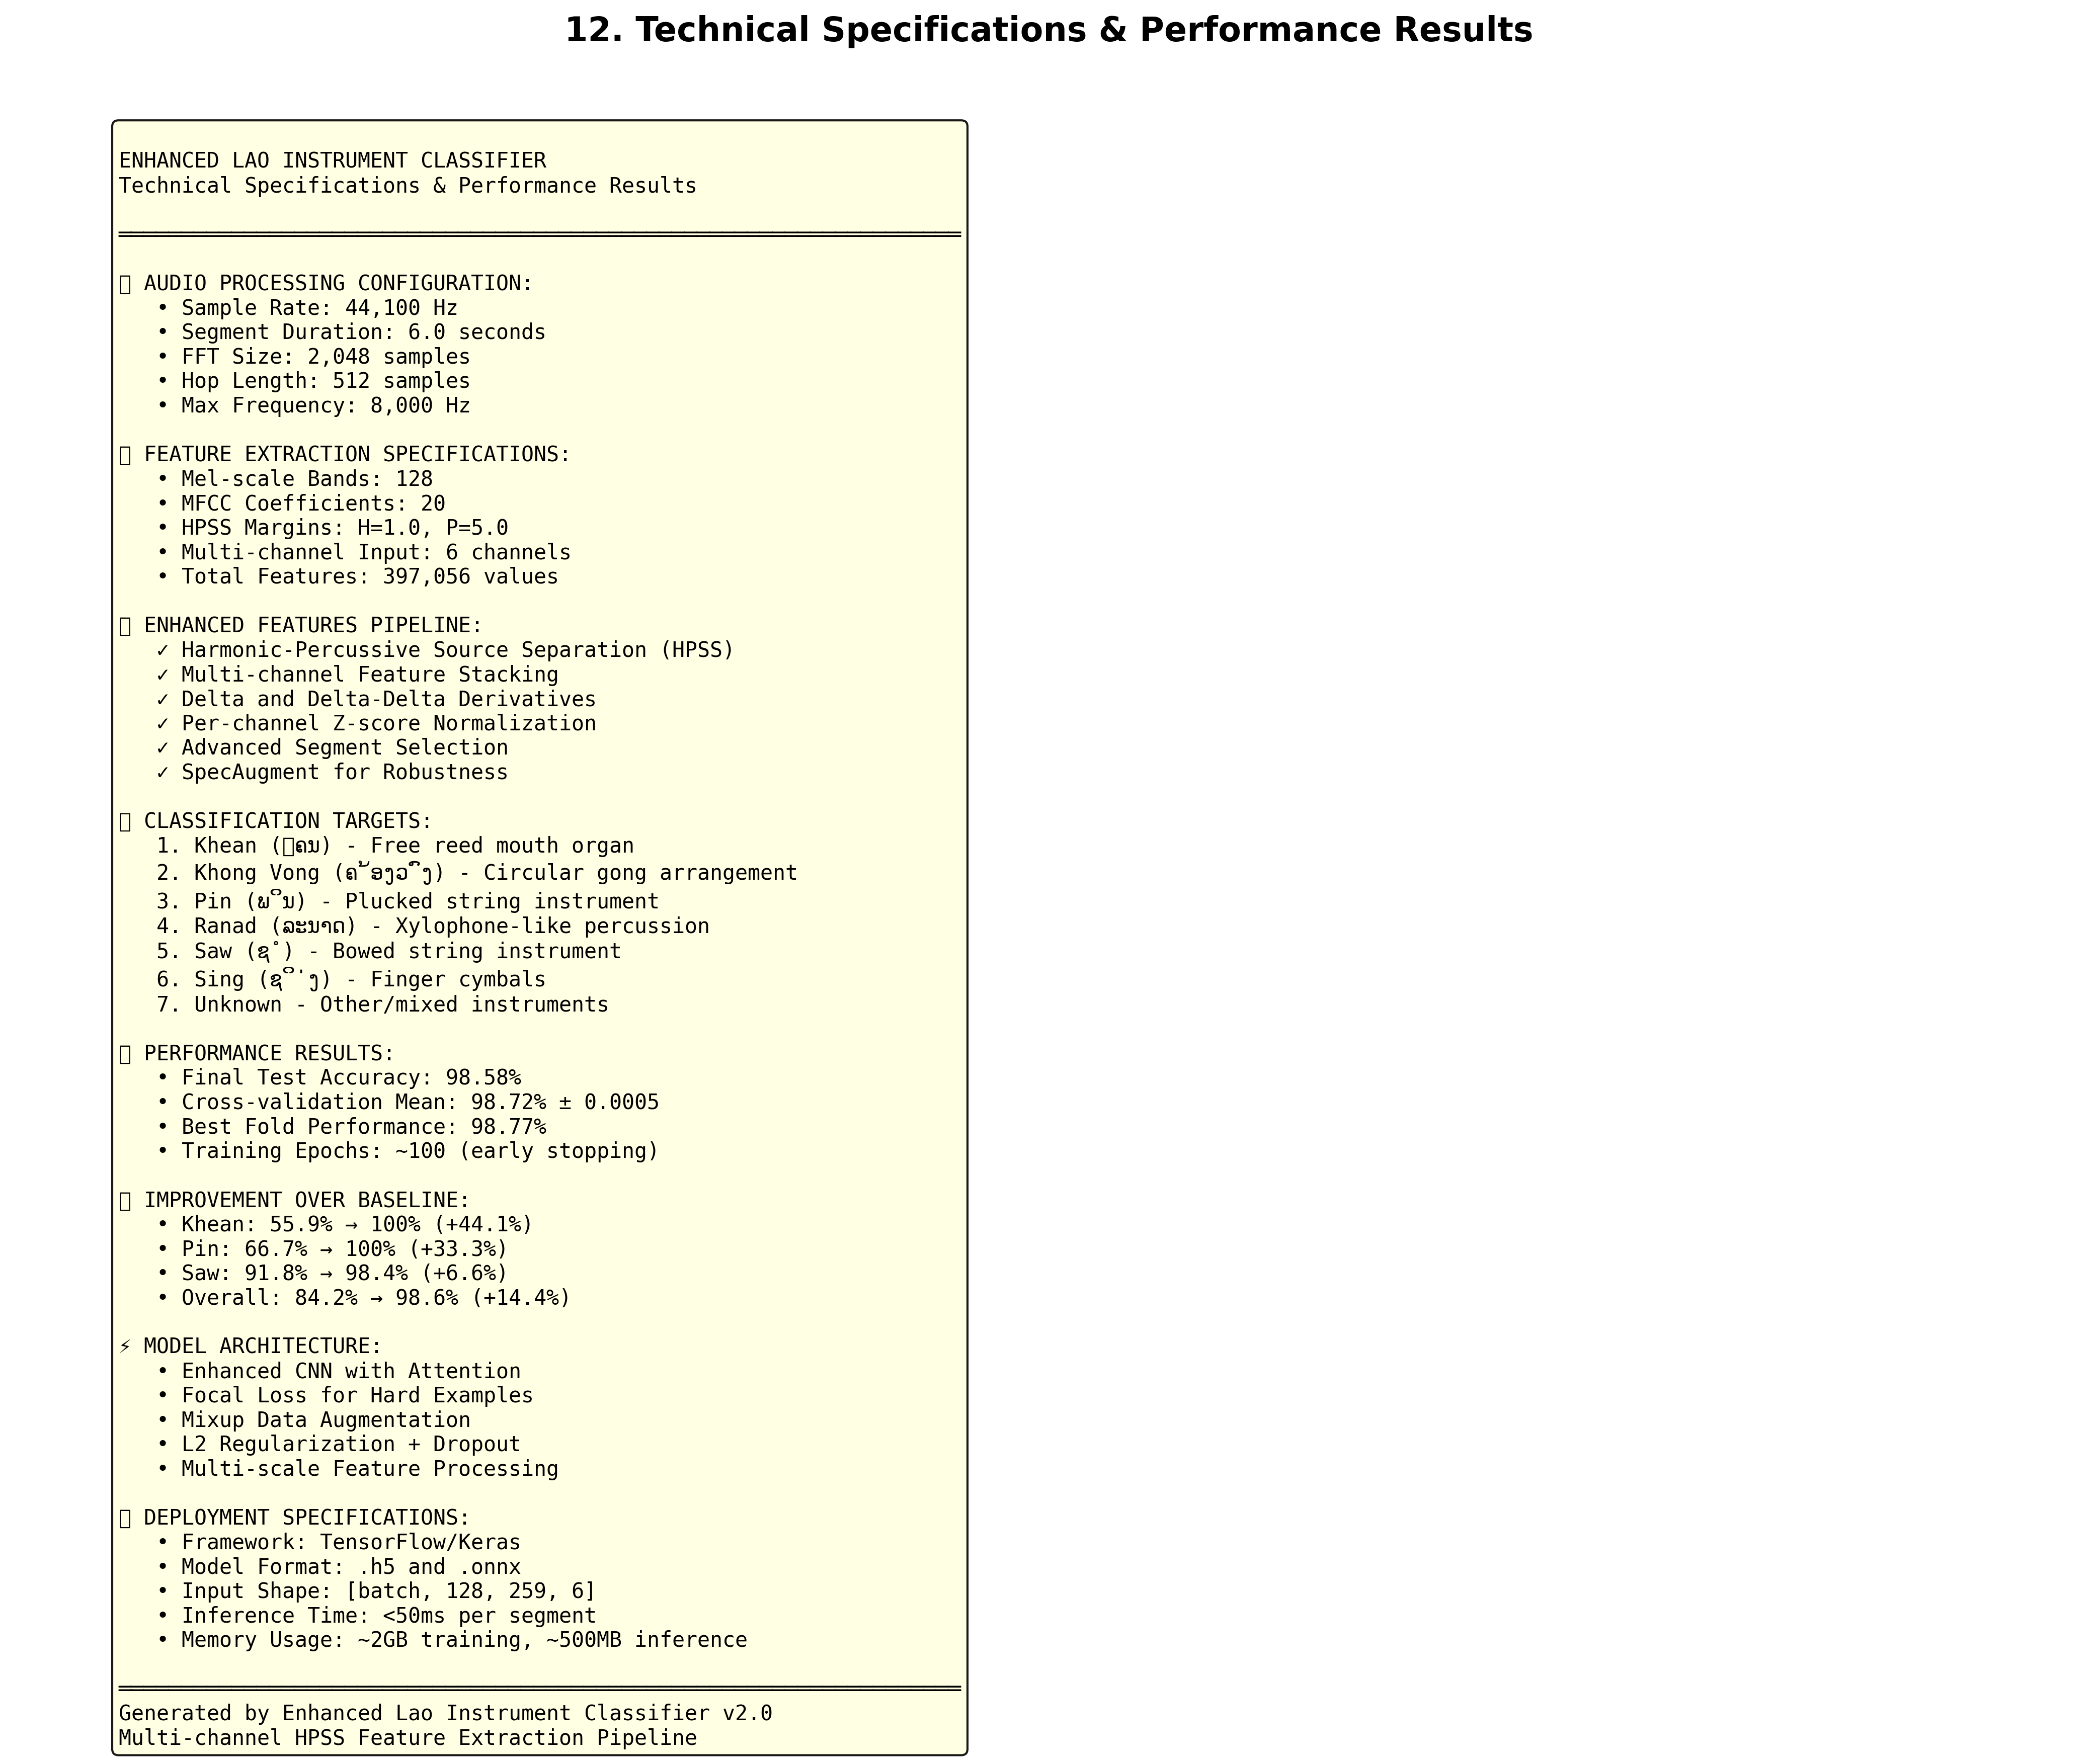 12. Technical Specifications & Performance Results
ENHANCED LAO INSTRUMENT CLASSIFIER
Technical Specifications & Performance Results
AUDIO PROCESSING CONFIGURATION:
• Sample Rate: 44,100 Hz
• Segment Duration: 6.0 seconds
• FFT Size: 2,048 samples
• Hop Length: 512 samples
• Max Frequency: 8,000 Hz
FEATURE EXTRACTION SPECIFICATIONS:
• Mel-scale Bands: 128
• MFCC Coefficients: 20
• HPSS Margins: H=1.0, P=5.0
• Multi-channel Input: 6 channels
• Total Features: 397,056 values
ENHANCED FEATURES PIPELINE:
✓ Harmonic-Percussive Source Separation (HPSS)
✓ Multi-channel Feature Stacking
✓ Delta and Delta-Delta Derivatives
✓ Per-channel Z-score Normalization
✓ Advanced Segment Selection
✓ SpecAugment for Robustness
CLASSIFICATION TARGETS:
1. Khean (▯ຄນ) - Free reed mouth organ
2. Khong Vong (ຄ້ອງວົງ) - Circular gong arrangement
3. Pin (ພິນ) - Plucked string instrument
4. Ranad (ລະນາດ) - Xylophone-like percussion
5. Saw (ຊໍ) - Bowed string instrument
6. Sing (ຊິ່ງ) - Finger cymbals
7. Unknown - Other/mixed instruments
PERFORMANCE RESULTS:
• Final Test Accuracy: 98.58%
• Cross-validation Mean: 98.72% ± 0.0005
• Best Fold Performance: 98.77%
• Training Epochs: ~100 (early stopping)
IMPROVEMENT OVER BASELINE:
• Khean: 55.9% → 100% (+44.1%)
• Pin: 66.7% → 100% (+33.3%)
• Saw: 91.8% → 98.4% (+6.6%)
• Overall: 84.2% → 98.6% (+14.4%)
⚡ MODEL ARCHITECTURE:
• Enhanced CNN with Attention
• Focal Loss for Hard Examples
• Mixup Data Augmentation
• L2 Regularization + Dropout
• Multi-scale Feature Processing
DEPLOYMENT SPECIFICATIONS:
• Framework: TensorFlow/Keras
• Model Format: .h5 and .onnx
• Input Shape: [batch, 128, 259, 6]
• Inference Time: <50ms per segment
• Memory Usage: ~2GB training, ~500MB inference
Generated by Enhanced Lao Instrument Classifier v2.0
Multi-channel HPSS Feature Extraction Pipeline